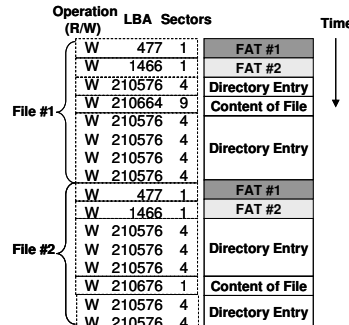 Operation (R/W) LBA Sectors Time
W 477 1 FAT #1
W 1466 1 FAT #2
W 210576 4 Directory Entry
W 210664 9 Content of File
File #1 W 210576 4
W 210576 4 Directory Entry
W 210576 4
W 210576 4
W 477 1 FAT #1
W 1466 1 FAT #2
W 210576 4
File #2 W 210576 4 Directory Entry
W 210576 4
W 210676 1 Content of File
W 210576 4 Directory Entry
W 210576 4